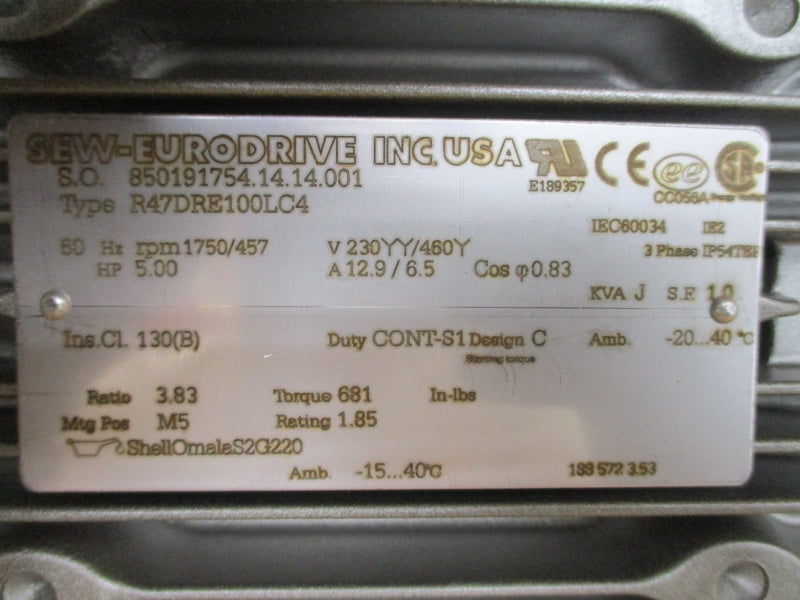 SEW-EURODRIVE INC. USA
E189357
CC056A
S.O. 850191754.14.14.001
Type R47DRE100LC4
IEC60034 IE2
60 Hz rpm 1750/457 V 230YY/460Y 3 Phase IP54
HP 5.00 A 12.9 / 6.5 Cos φ 0.83
KVA J S.F. 1.0
Ins.Cl. 130(B) Duty CONT-S1 Design C Amb. -20...40 °C
Starting torque
Ratio 3.83 Torque 681 In-lbs
Mtg Pos M5 Rating 1.85
ShellOmalaS2G220
Amb. -15...40°C 188 572 3.53